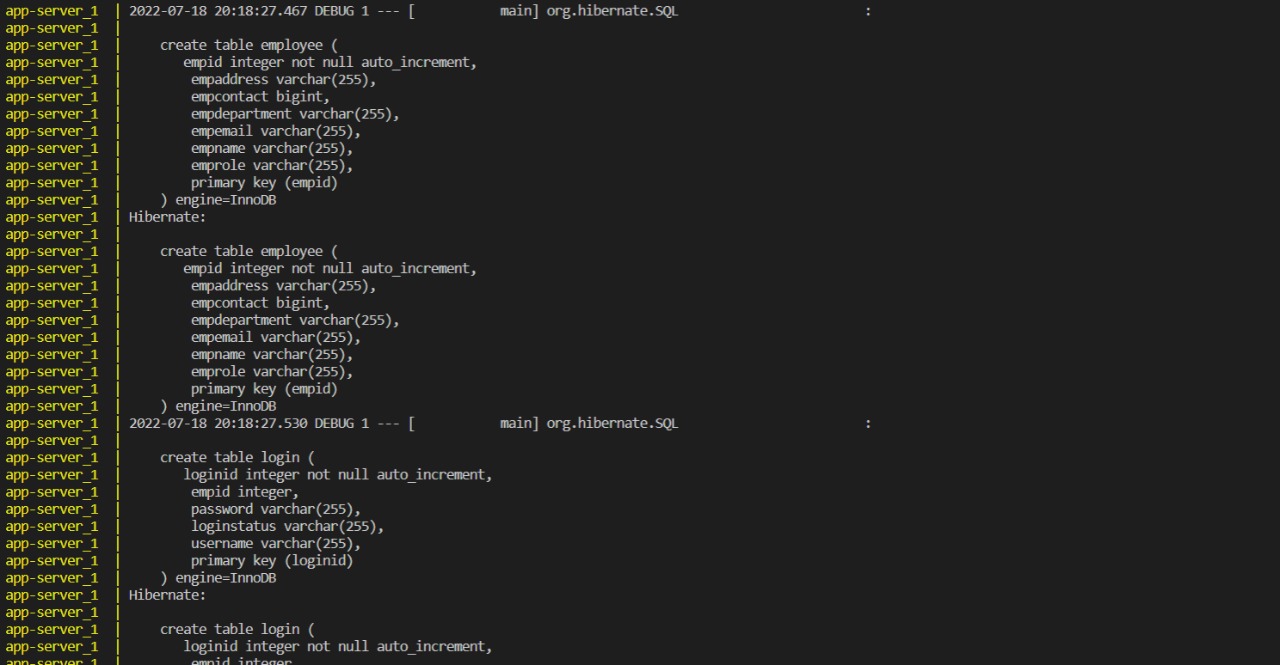 app-server_1 | 2022-07-18 20:18:27.467 DEBUG 1 --- [           main] org.hibernate.SQL                        :
app-server_1 |
app-server_1 |     create table employee (
app-server_1 |        empid integer not null auto_increment,
app-server_1 |         empaddress varchar(255),
app-server_1 |         empcontact bigint,
app-server_1 |         empdepartment varchar(255),
app-server_1 |         empemail varchar(255),
app-server_1 |         empname varchar(255),
app-server_1 |         emprole varchar(255),
app-server_1 |         primary key (empid)
app-server_1 |     ) engine=InnoDB
app-server_1 | Hibernate:
app-server_1 |
app-server_1 |     create table employee (
app-server_1 |        empid integer not null auto_increment,
app-server_1 |         empaddress varchar(255),
app-server_1 |         empcontact bigint,
app-server_1 |         empdepartment varchar(255),
app-server_1 |         empemail varchar(255),
app-server_1 |         empname varchar(255),
app-server_1 |         emprole varchar(255),
app-server_1 |         primary key (empid)
app-server_1 |     ) engine=InnoDB
app-server_1 | 2022-07-18 20:18:27.530 DEBUG 1 --- [           main] org.hibernate.SQL                        :
app-server_1 |
app-server_1 |     create table login (
app-server_1 |        loginid integer not null auto_increment,
app-server_1 |         empid integer,
app-server_1 |         password varchar(255),
app-server_1 |         loginstatus varchar(255),
app-server_1 |         username varchar(255),
app-server_1 |         primary key (loginid)
app-server_1 |     ) engine=InnoDB
app-server_1 | Hibernate:
app-server_1 |
app-server_1 |     create table login (
app-server_1 |        loginid integer not null auto_increment,
app-server_1 |         empid integer